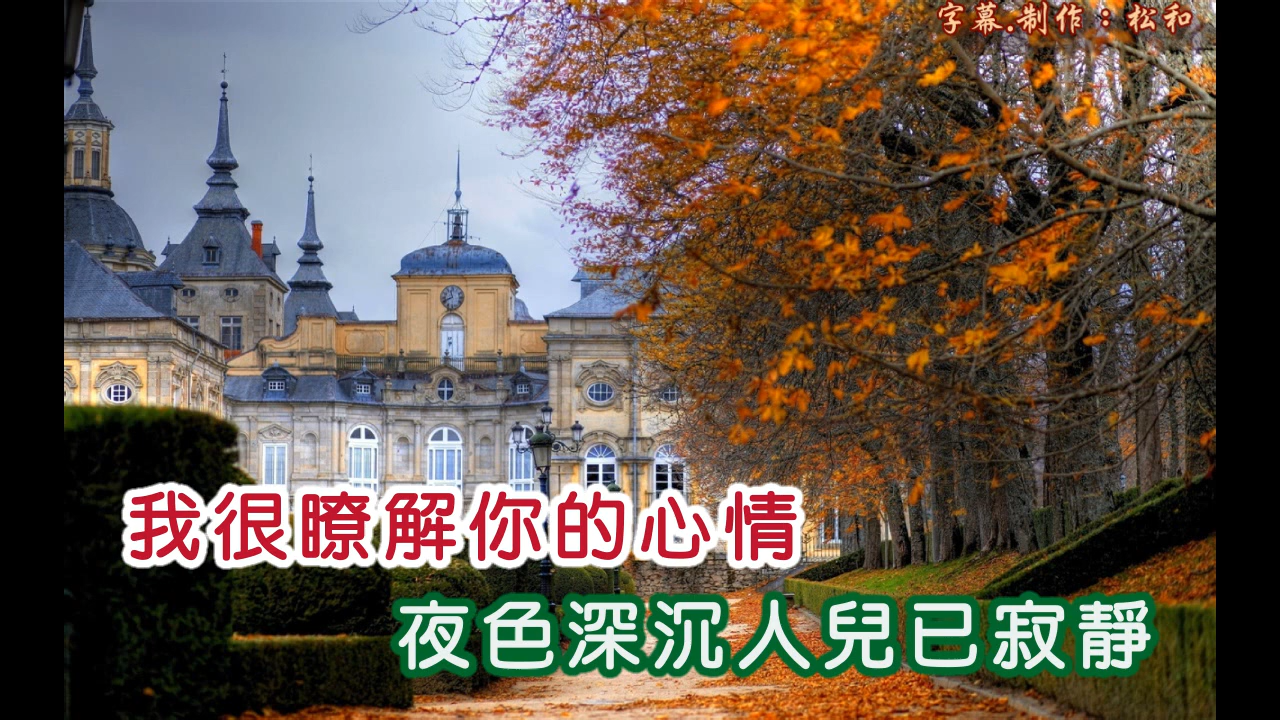 字幕.制作：松和
我很瞭解你的心情
夜色深沉人兒已寂靜